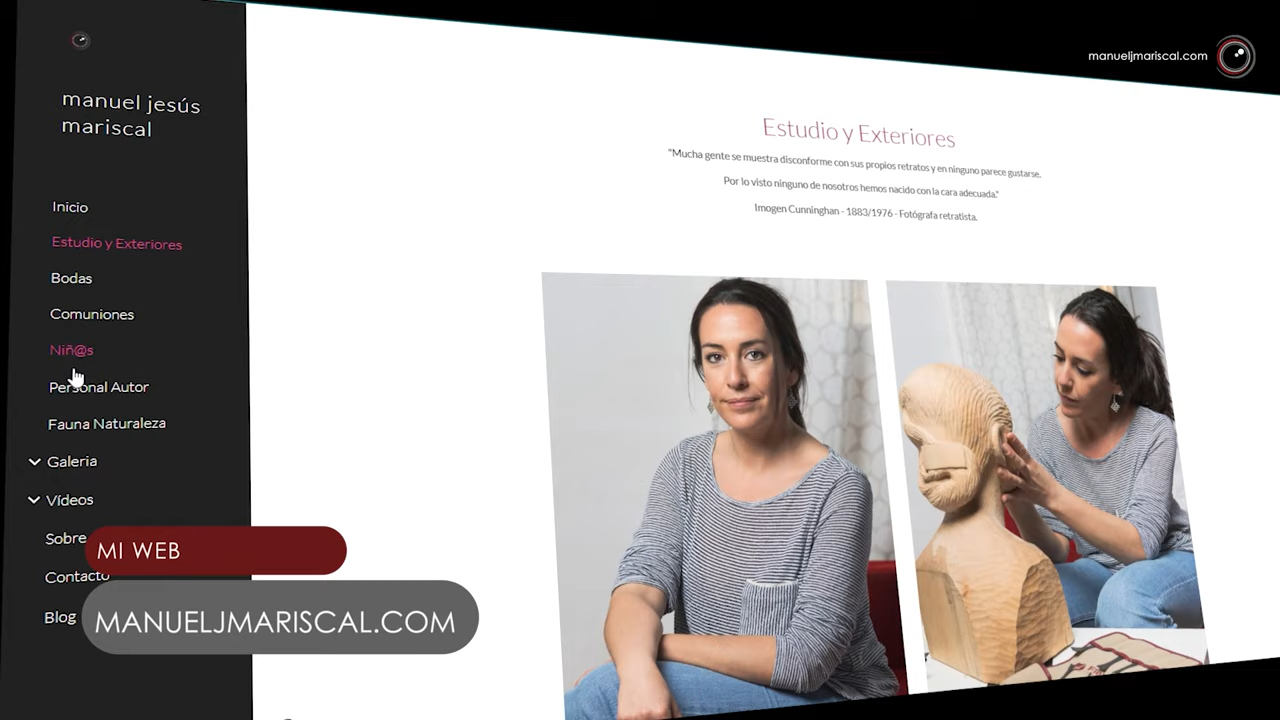 manueljmariscal.com
manuel jesús
mariscal
Inicio
Estudio y Exteriores
Bodas
Comuniones
Niñ@s
Personal Autor
Fauna Naturaleza
Galeria
Vídeos
Sobre
Contacto
Blog
Estudio y Exteriores
"Mucha gente se muestra disconforme con sus propios retratos y en ninguno parece gustarse.
Por lo visto ninguno de nosotros hemos nacido con la cara adecuada."
Imogen Cunninghan - 1883/1976 - Fotógrafa retratista.
MI WEB
MANUELJMARISCAL.COM